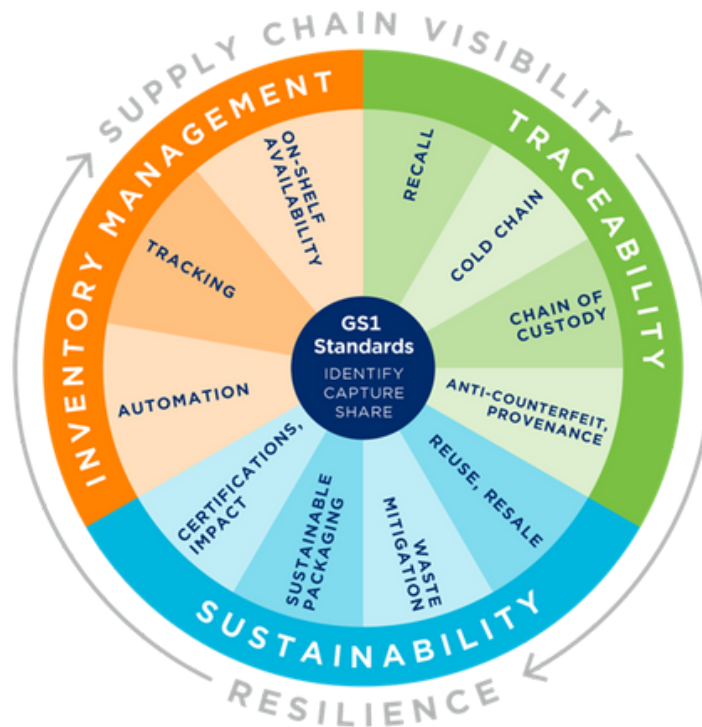 SUPPLY CHAIN VISIBILITY
INVENTORY MANAGEMENT
TRACEABILITY
ON-SHELF
AVAILABILITY
TRACKING
AUTOMATION
RECALL
COLD CHAIN
CHAIN OF
CUSTODY
ANTI-COUNTERFEIT,
PROVENANCE
GS1
Standards
IDENTIFY
CAPTURE
SHARE
REUSE, RESALE
WASTE
MITIGATION
SUSTAINABLE
PACKAGING
CERTIFICATIONS,
IMPACT
SUSTAINABILITY
RESILIENCE